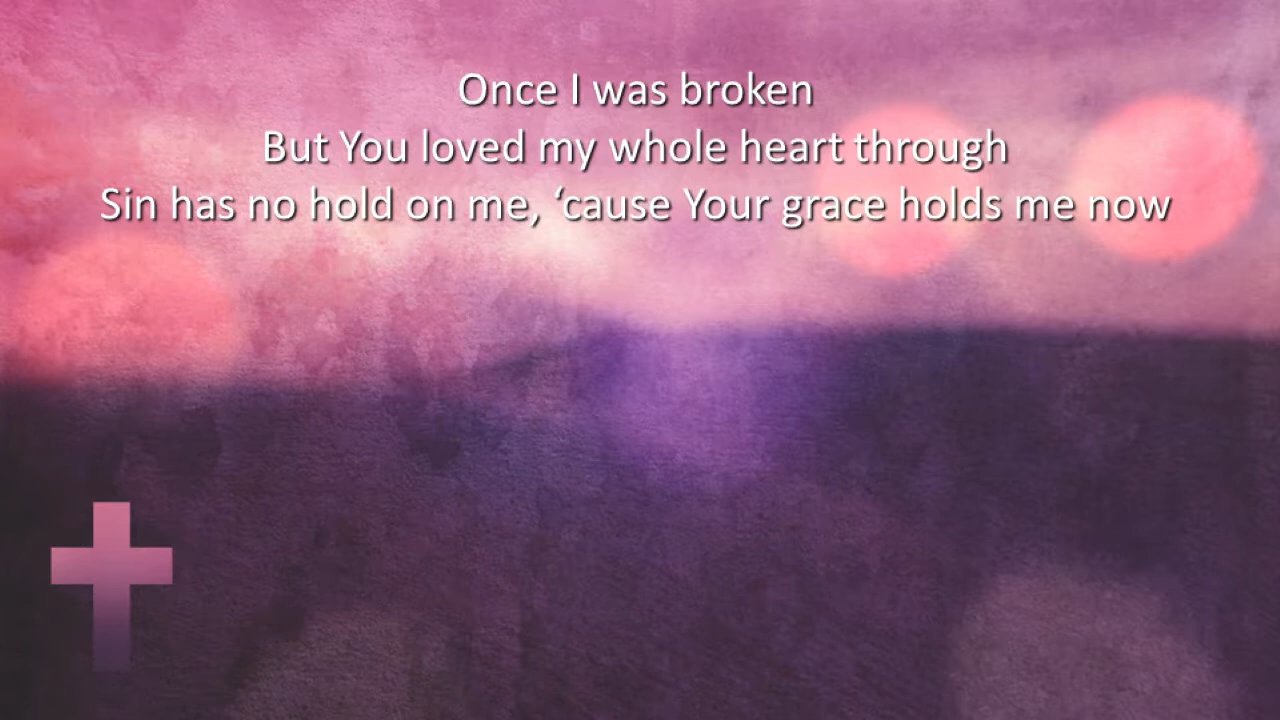 Once I was broken
But You loved my whole heart through
Sin has no hold on me, ‘cause Your grace holds me now